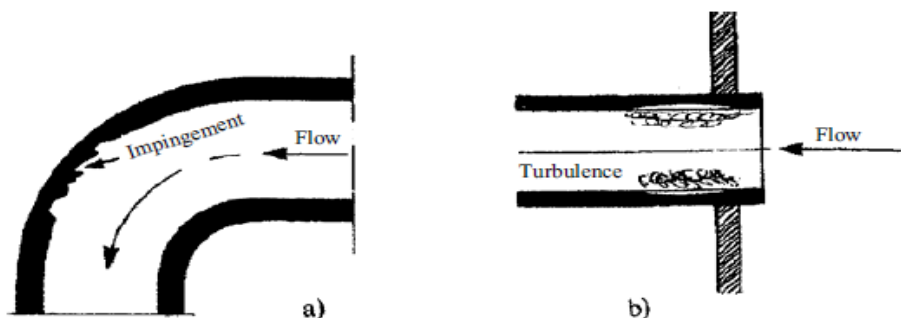 Impingement
Flow
a)
Flow
Turbulence
b)